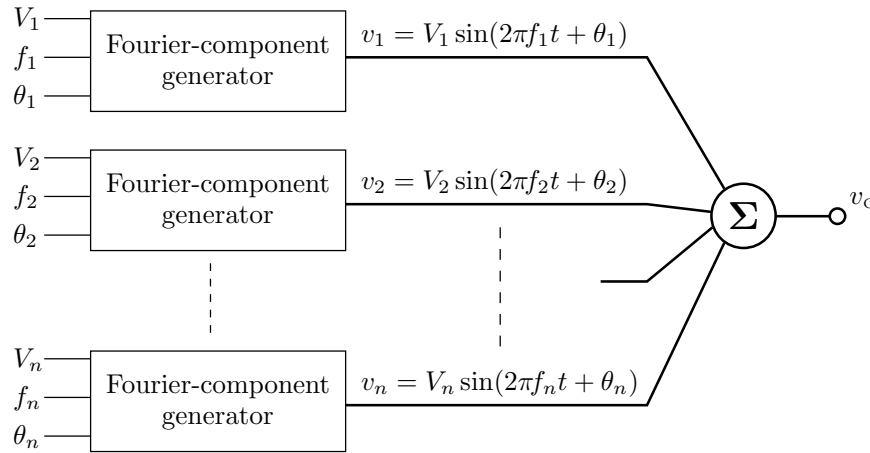 V₁
f₁
θ₁
Fourier-component
generator
v₁ = V₁ sin(2πf₁t + θ₁)
V₂
f₂
θ₂
Fourier-component
generator
v₂ = V₂ sin(2πf₂t + θ₂)
Σ
Vₙ
fₙ
θₙ
Fourier-component
generator
vₙ = Vₙ sin(2πfₙt + θₙ)